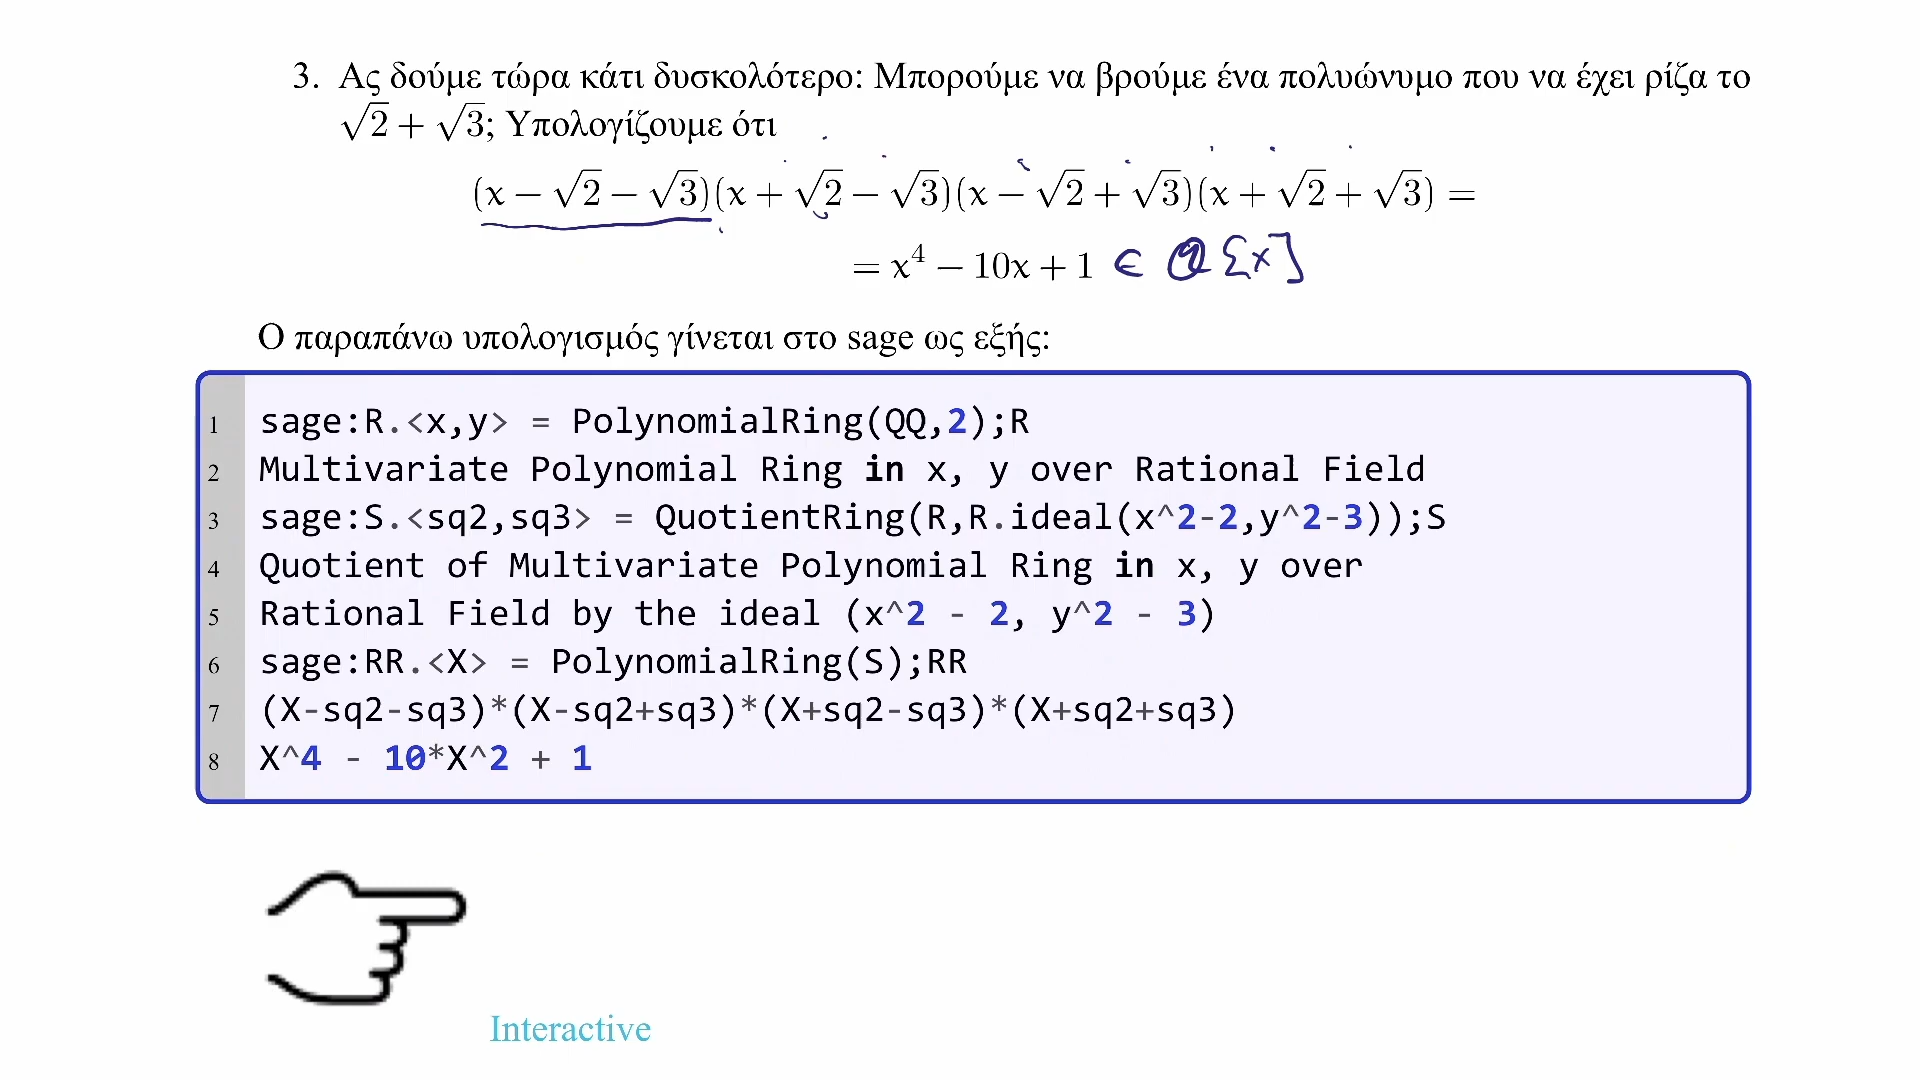 3. Ας δούμε τώρα κάτι δυσκολότερο: Μπορούμε να βρούμε ένα πολυώνυμο που να έχει ρίζα το
√2 + √3; Υπολογίζουμε ότι
(x − √2 − √3)(x + √2 − √3)(x − √2 + √3)(x + √2 + √3) =
= x⁴ − 10x + 1 ∈ Q[x]
Ο παραπάνω υπολογισμός γίνεται στο sage ως εξής:
1 sage:R.<x,y> = PolynomialRing(QQ,2);R
2 Multivariate Polynomial Ring in x, y over Rational Field
3 sage:S.<sq2,sq3> = QuotientRing(R,R.ideal(x^2-2,y^2-3));S
4 Quotient of Multivariate Polynomial Ring in x, y over
5 Rational Field by the ideal (x^2 - 2, y^2 - 3)
6 sage:RR.<X> = PolynomialRing(S);RR
7 (X-sq2-sq3)*(X-sq2+sq3)*(X+sq2-sq3)*(X+sq2+sq3)
8 X^4 - 10*X^2 + 1
Interactive